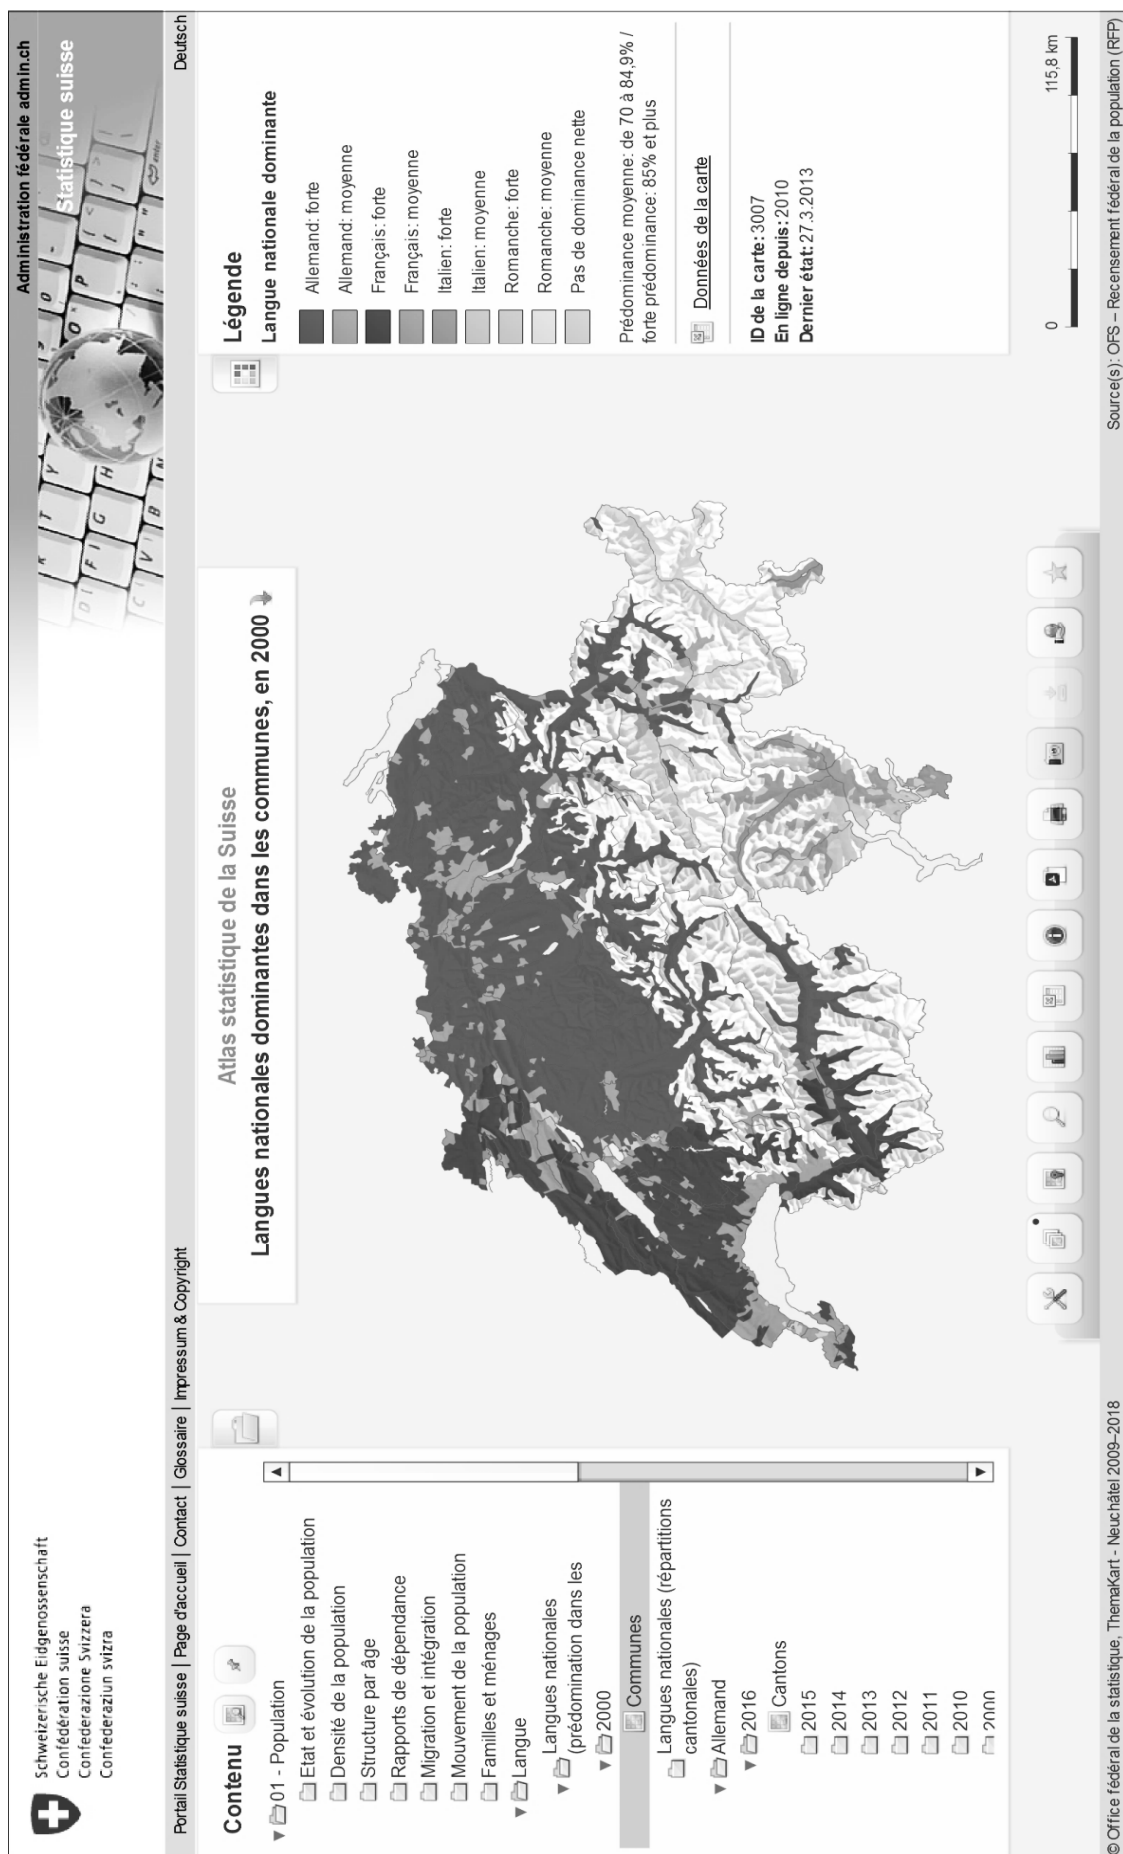 Administration fédérale admin.ch
Schweizerische Eidgenossenschaft
Confédération suisse
Confederazione Svizzera
Confederaziun svizra
Statistique suisse
Portail Statistique suisse | Page d'accueil | Contact | Glossaire | Impressum & Copyright
Deutsch
Contenu
01 - Population
Etat et évolution de la population
Densité de la population
Structure par âge
Rapports de dépendance
Migration et intégration
Mouvement de la population
Familles et ménages
Langue
Langues nationales
(prédomination dans les
2000
Communes
Langues nationales (répartitions
cantonales)
Allemand
2016
Cantons
2015
2014
2013
2012
2011
2010
2000
Atlas statistique de la Suisse
Langues nationales dominantes dans les communes, en 2000
Légende
Langue nationale dominante
Allemand: forte
Allemand: moyenne
Français: forte
Français: moyenne
Italien: forte
Italien: moyenne
Romanche: forte
Romanche: moyenne
Pas de dominance nette
Prédominance moyenne: de 70 à 84,9% /
forte prédominance: 85% et plus
Données de la carte
ID de la carte: 3007
En ligne depuis: 2010
Dernier état: 27.3.2013
0
115,8 km
© Office fédéral de la statistique, ThemaKart - Neuchâtel 2009–2018
Source(s): OFS – Recensement fédéral de la population (RFP)